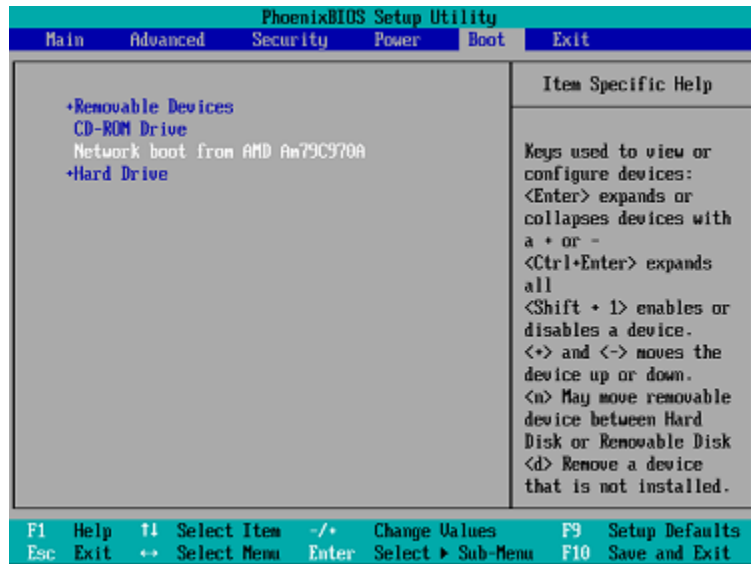 PhoenixBIOS Setup Utility
Main Advanced Security Power Boot Exit
+Removable Devices
CD-ROM Drive
Network boot from AMD Am79C970A
+Hard Drive
Item Specific Help
Keys used to view or
configure devices:
<Enter> expands or
collapses devices with
a + or -
<Ctrl+Enter> expands
all
<Shift + 1> enables or
disables a device.
<+> and <-> moves the
device up or down.
<n> May move removable
device between Hard
Disk or Removable Disk
<d> Remove a device
that is not installed.
F1 Help ↑↓ Select Item -/+ Change Values F9 Setup Defaults
Esc Exit ↔ Select Menu Enter Select ▶ Sub-Menu F10 Save and Exit